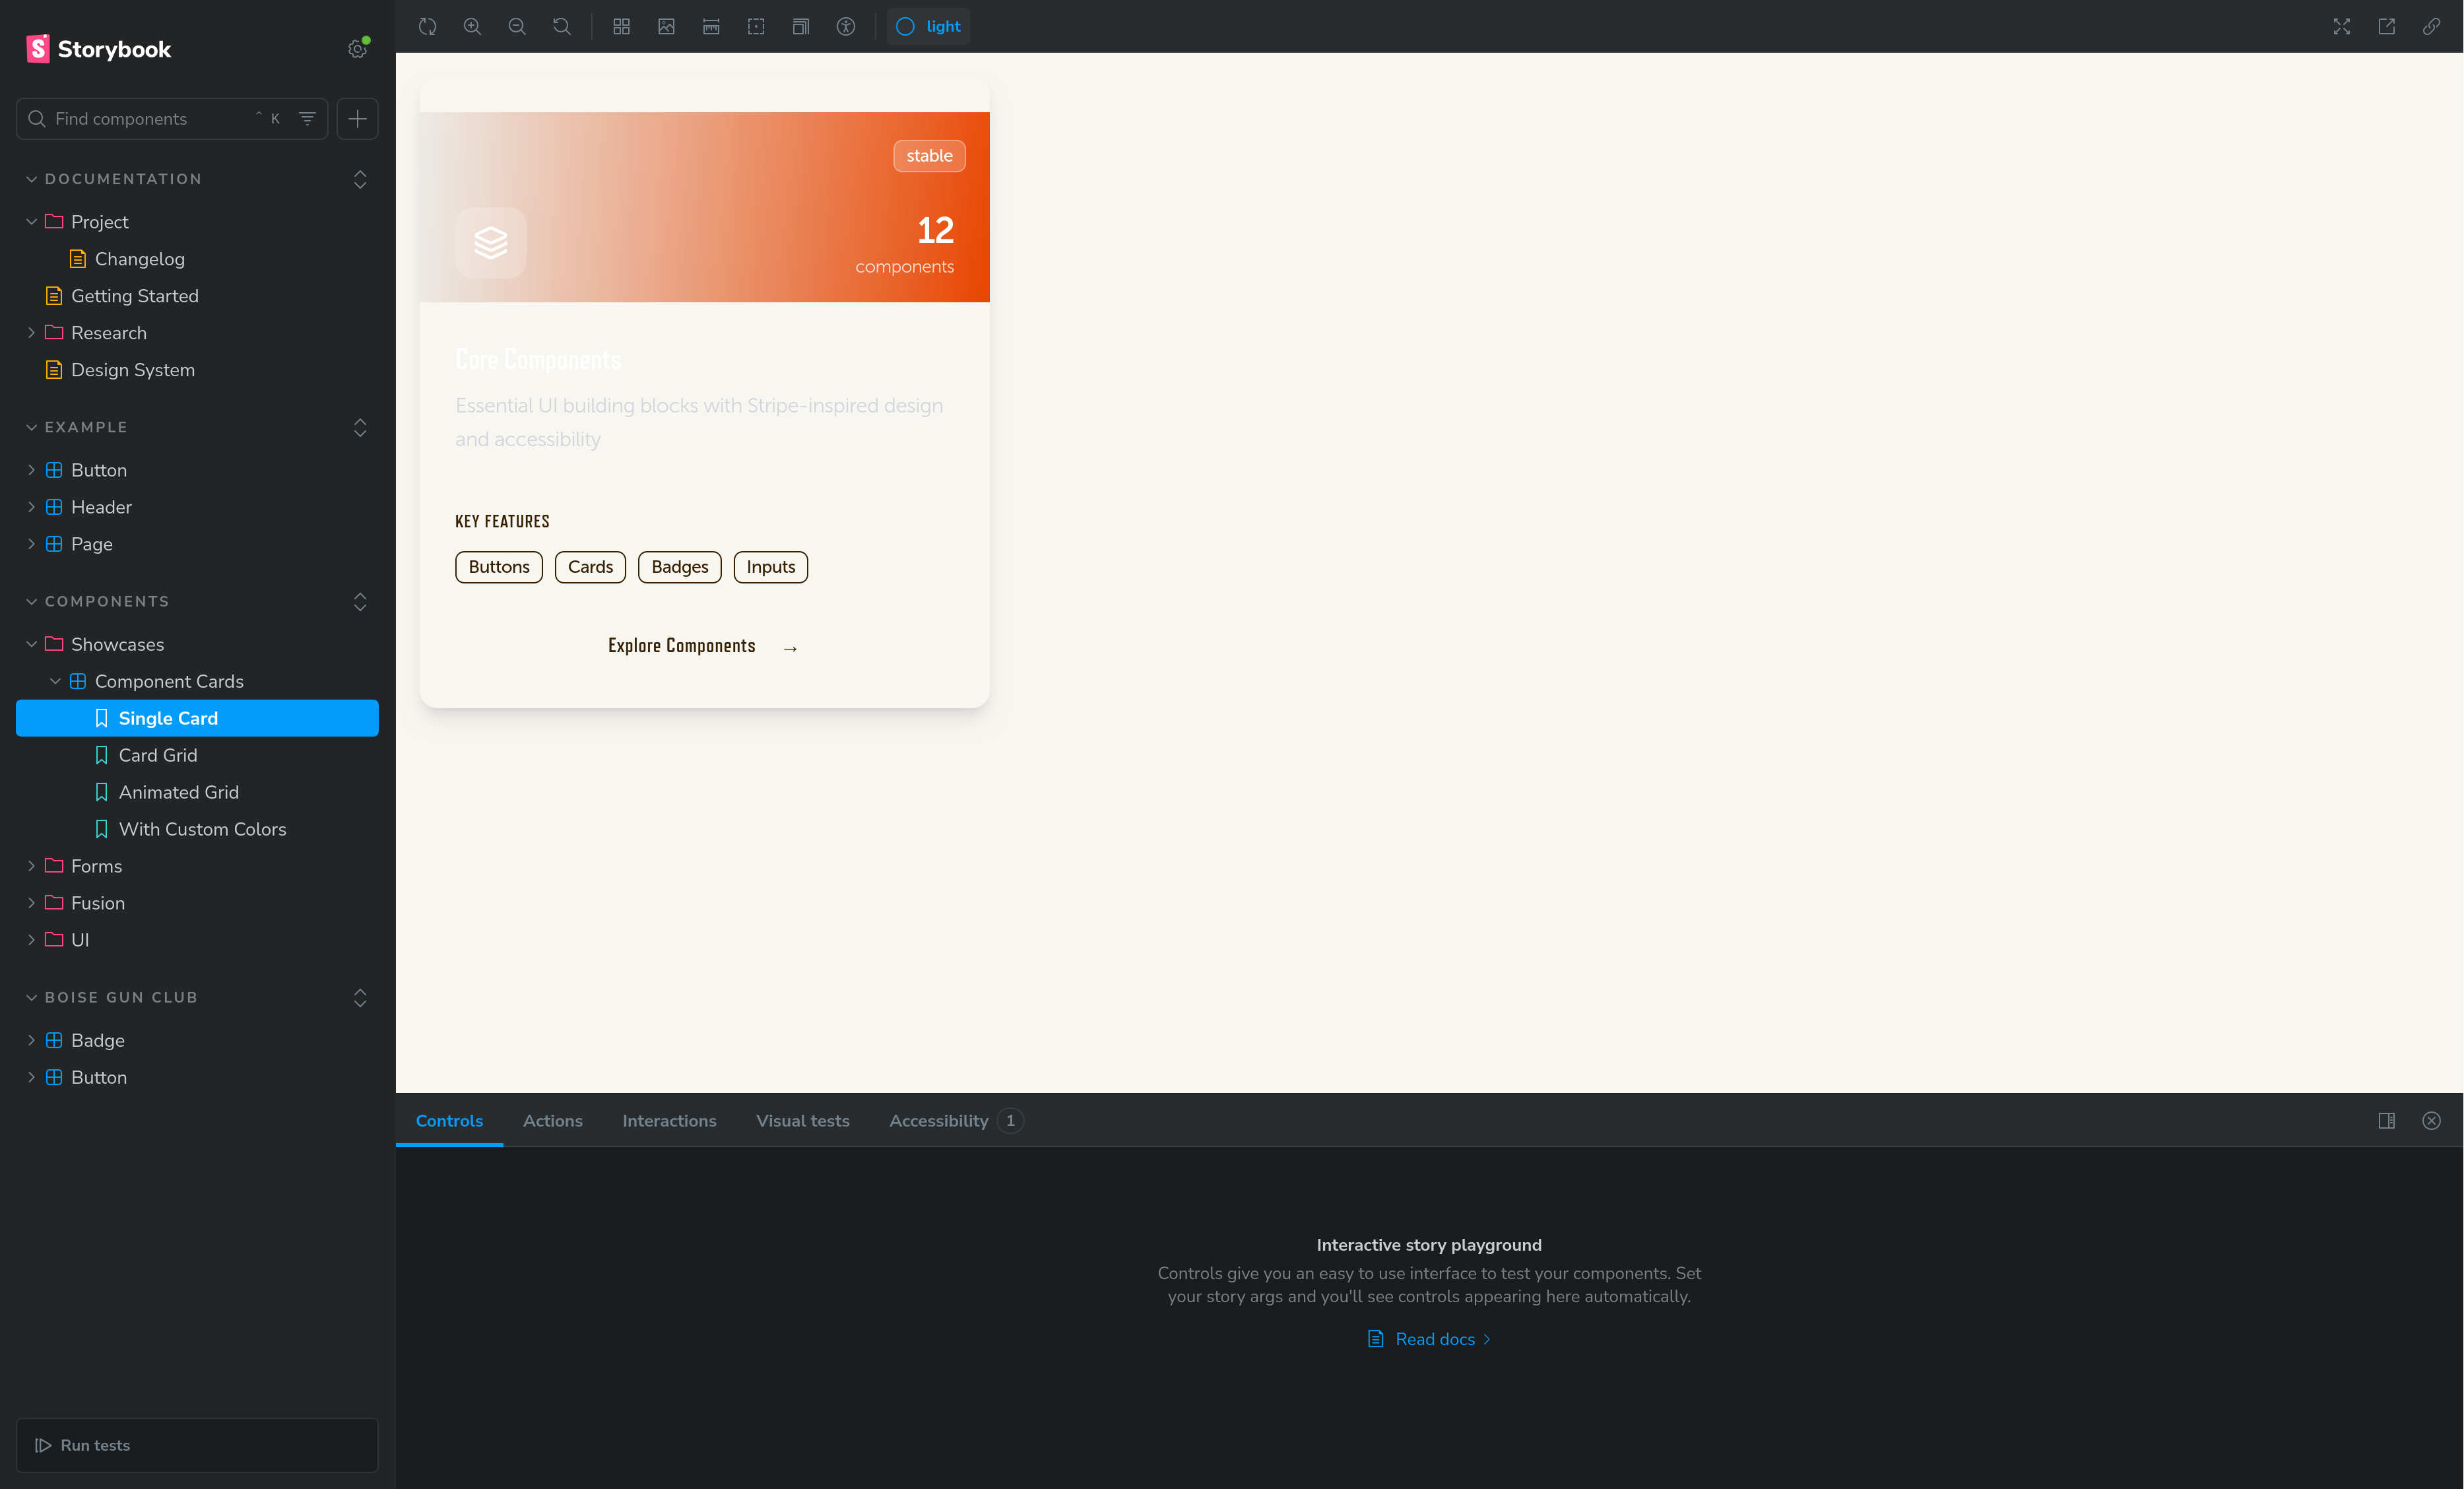 Storybook
Find components
⌃ K
DOCUMENTATION
Project
Changelog
Getting Started
Research
Design System
EXAMPLE
Button
Header
Page
COMPONENTS
Showcases
Component Cards
Single Card
Card Grid
Animated Grid
With Custom Colors
Forms
Fusion
UI
BOISE GUN CLUB
Badge
Button
Run tests
light
stable
12
components
Core Components
Essential UI building blocks with Stripe-inspired design
and accessibility
KEY FEATURES
Buttons Cards Badges Inputs
Explore Components →
Controls Actions Interactions Visual tests Accessibility 1
Interactive story playground
Controls give you an easy to use interface to test your components. Set
your story args and you'll see controls appearing here automatically.
Read docs